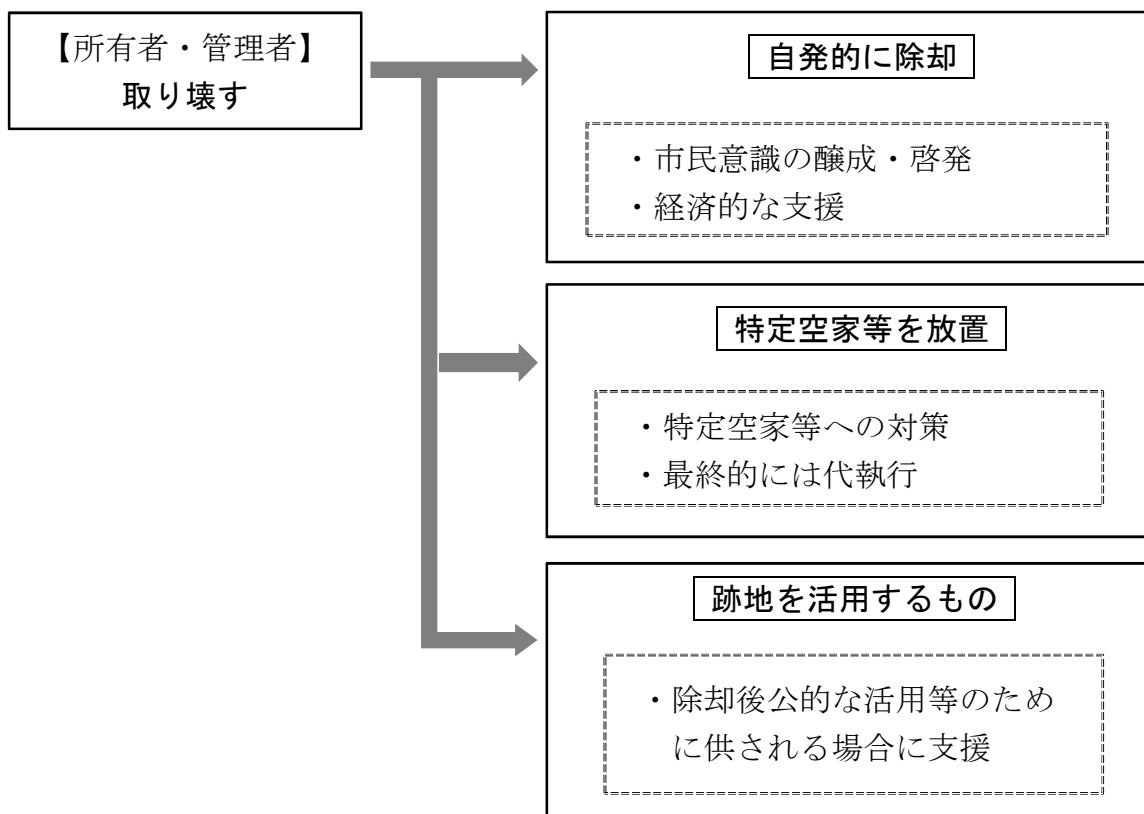 【所有者・管理者】
取り壊す
自発的に除却
・市民意識の醸成・啓発
・経済的な支援
特定空家等を放置
・特定空家等への対策
・最終的には代執行
跡地を活用するもの
・除却後公的な活用等のため
に供される場合に支援